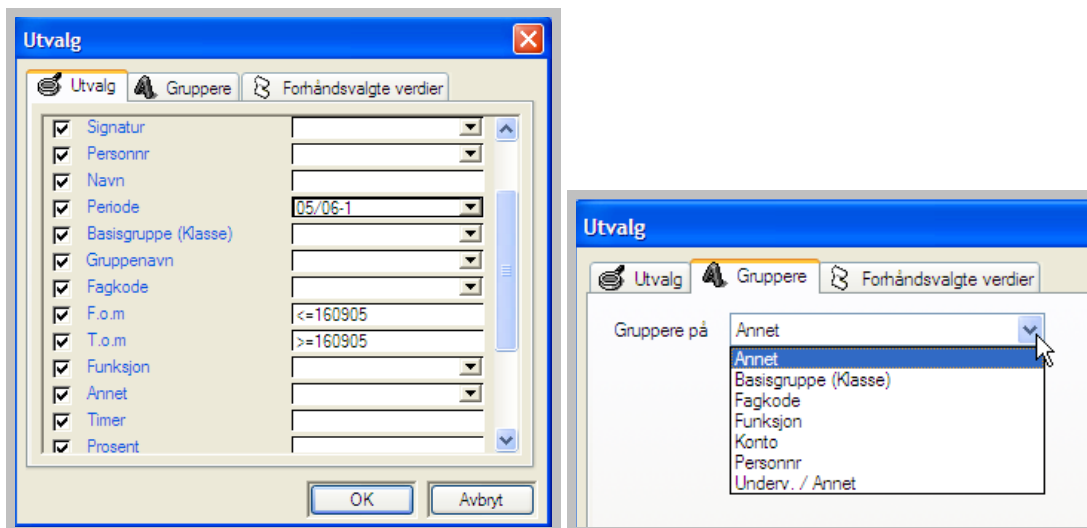 Utvalg
Utvalg Gruppere Forhåndsvalgte verdier
Signatur
Personnr
Navn
Periode 05/06-1
Basisgruppe (Klasse)
Gruppenavn
Fagkode
F.o.m <=160905
T.o.m >=160905
Funksjon
Annet
Timer
Prosent
OK Avbryt
Utvalg
Utvalg Gruppere Forhåndsvalgte verdier
Gruppere på Annet
Annet
Basisgruppe (Klasse)
Fagkode
Funksjon
Konto
Personnr
Underv. / Annet